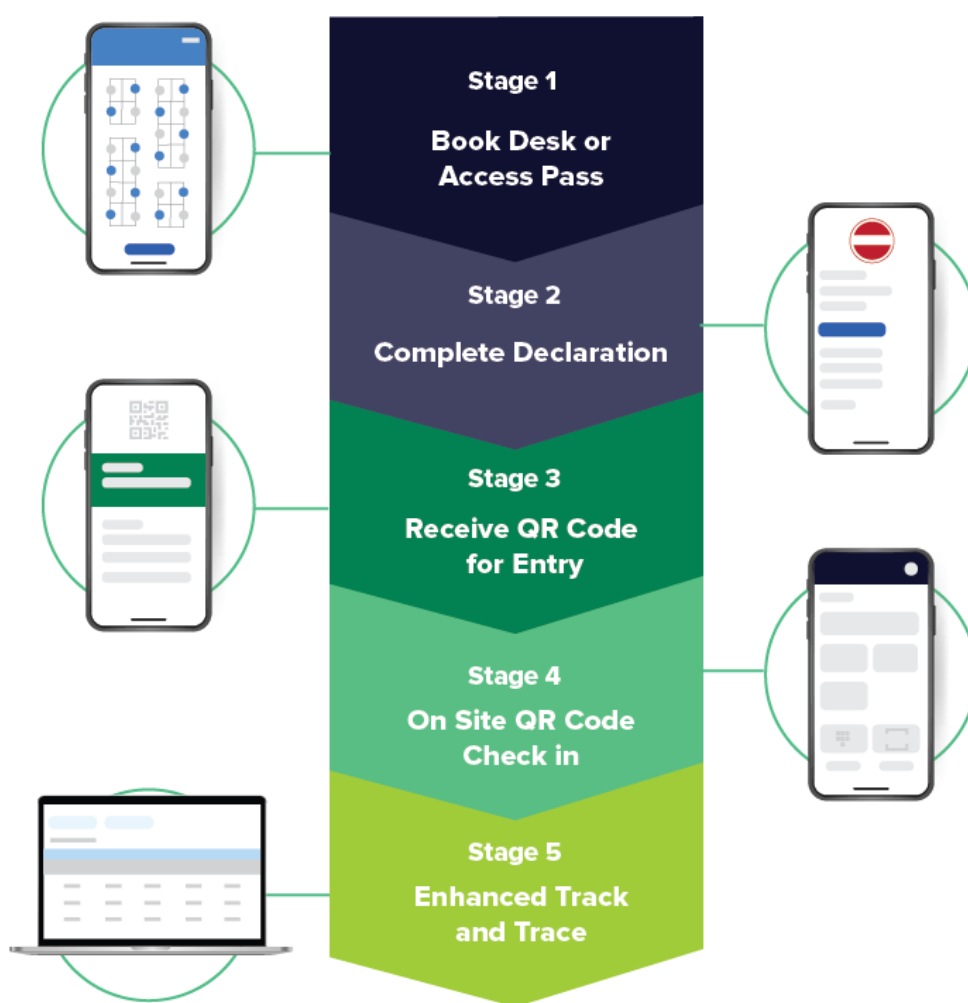 Stage 1
Book Desk or
Access Pass
Stage 2
Complete Declaration
Stage 3
Receive QR Code
for Entry
Stage 4
On Site QR Code
Check in
Stage 5
Enhanced Track
and Trace